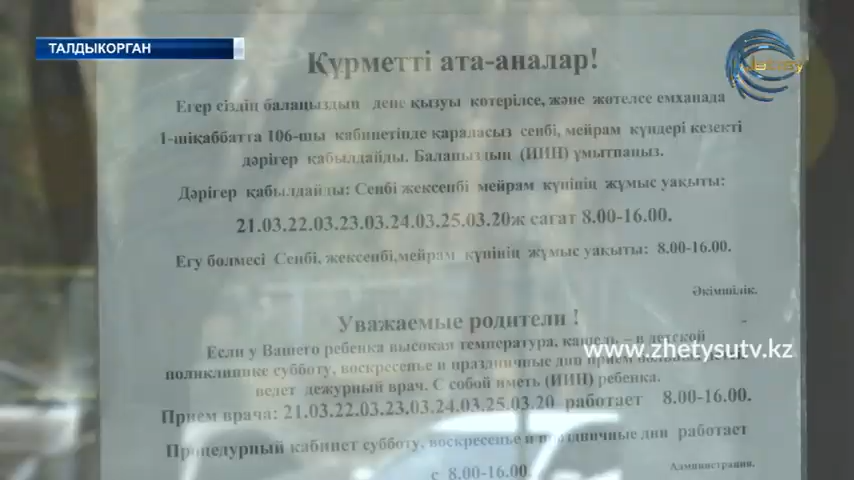 ТАЛДЫКОРГАН
Jetisy
Құрметті ата-аналар!
Егер сіздің балаңыздың дене қызуы көтерілсе, және жөтелсе емханада
1-шіқаббатта 106-шы кабинетінде қараласыз сенбі, мейрам күндері кезекті
дәрігер қабылдайды. Балаңыздың (ИИН) ұмытпаңыз.
Дәрігер қабылдайды: Сенбі жексенбі мейрам күнінің жұмыс уақыты:
21.03.22.03.23.03.24.03.25.03.20ж сағат 8.00-16.00.
Егу бөлмесі Сенбі, жексенбі,мейрам күнінің жұмыс уақыты: 8.00-16.00.
Әкімшілік.
Уважаемые родители !
Если у Вашего ребенка высокая температура, кашель – в детской
www.zhetysutv.kz
поликлинике субботу, воскресенье и праздничные дни прием
ведет дежурный врач. С собой иметь (ИИН) ребенка.
Прием врача: 21.03.22.03.23.03.24.03.25.03.20 работает 8.00-16.00.
Процедурный кабинет субботу, воскресенье и праздничные дни работает
с 8.00-16.00
Администрация.